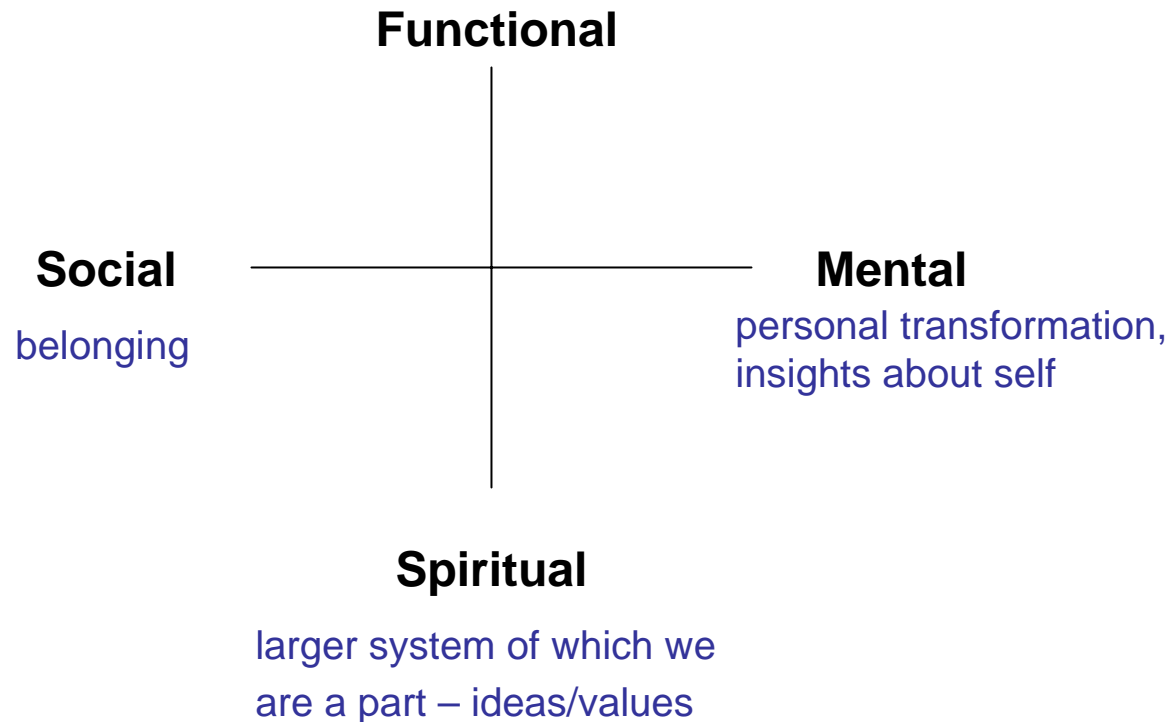 Functional
Social
belonging
Mental
personal transformation,
insights about self
Spiritual
larger system of which we
are a part – ideas/values